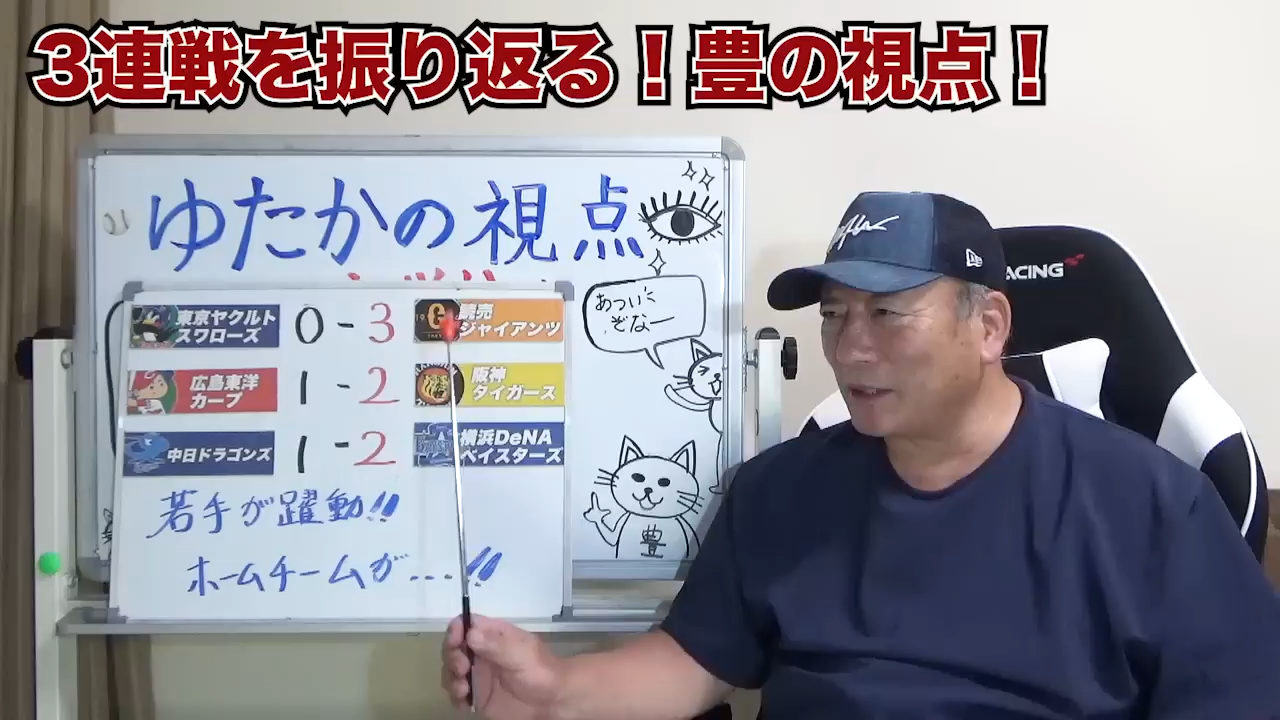 3連戦を振り返る！豊の視点！
ゆたかの視点
あついぞなー
東京ヤクルトスワローズ 0 - 3 読売ジャイアンツ
広島東洋カープ 1 - 2 阪神タイガース
中日ドラゴンズ 1 - 2 横浜DeNAベイスターズ
若手が躍動!!
ホームチームが...!!
豊
ACING